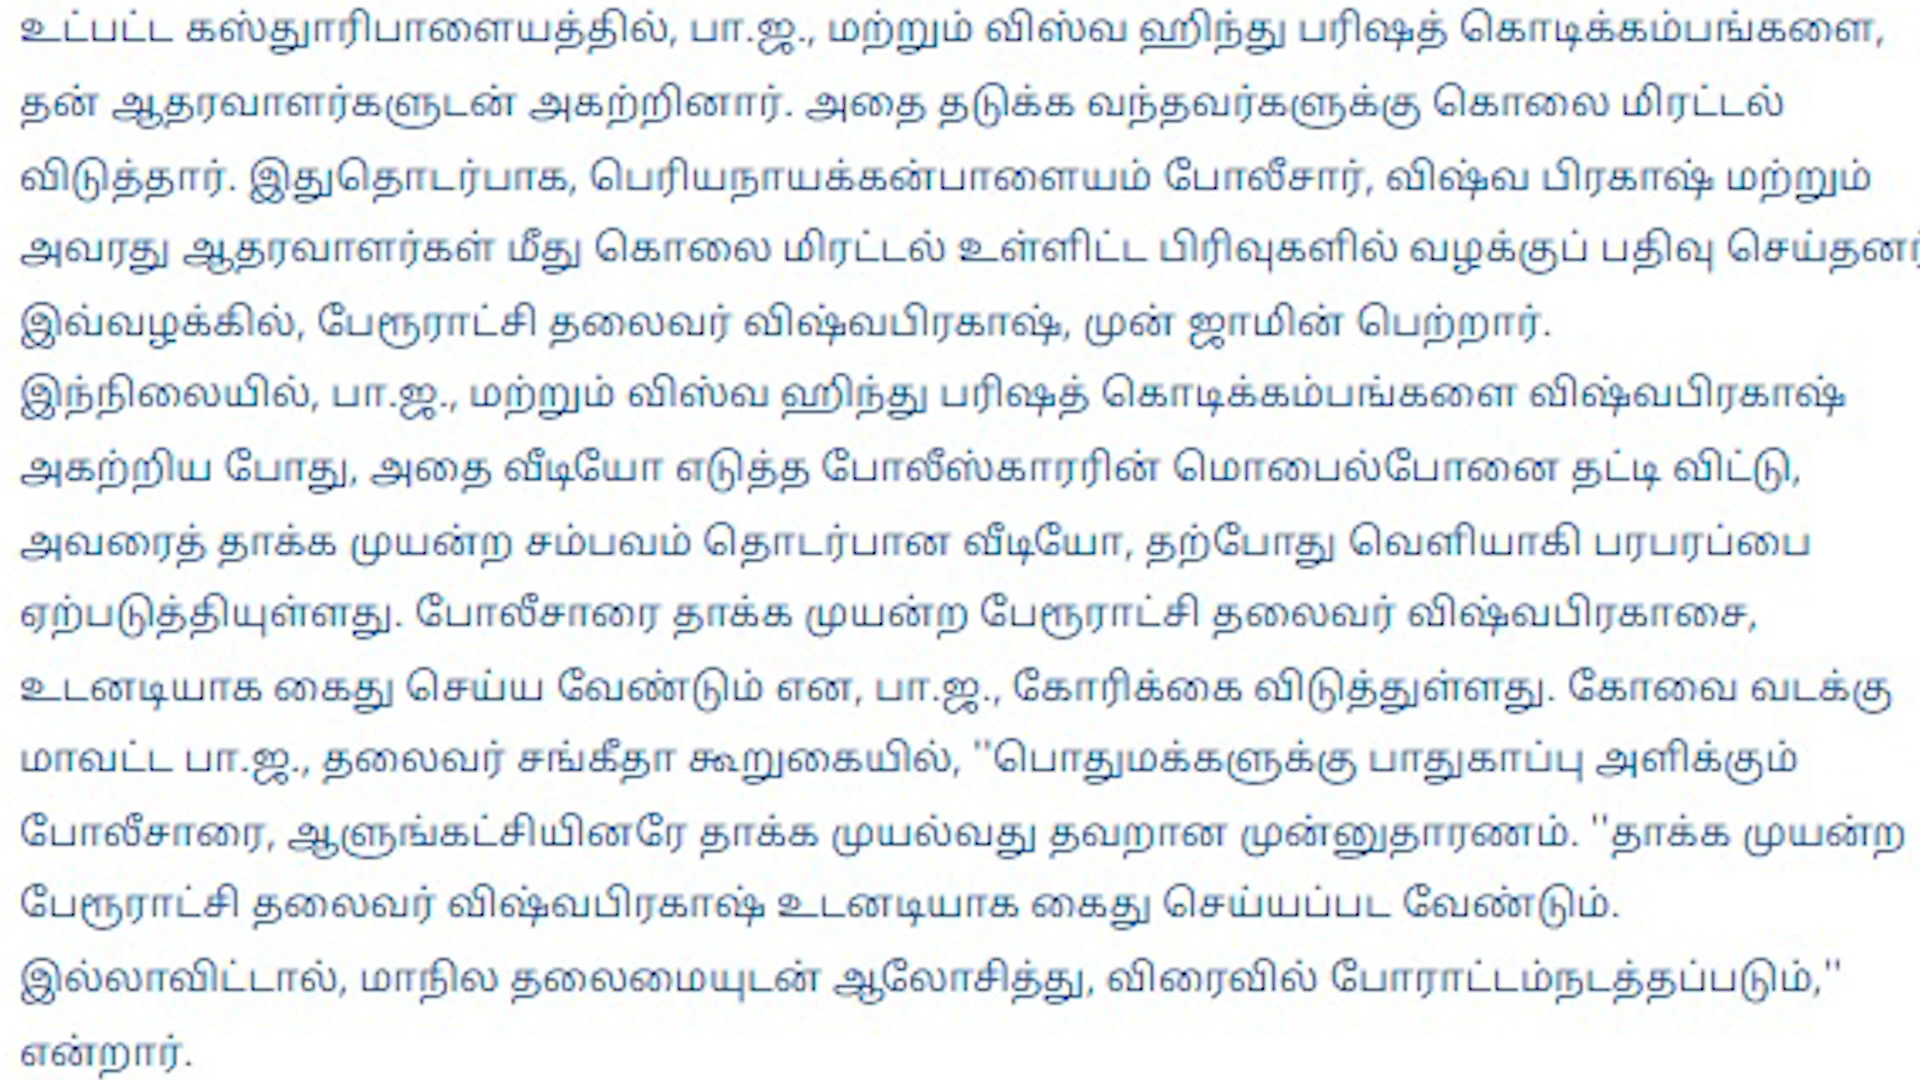 உட்பட்ட கஸ்துாரிபாளையத்தில், பா.ஜ., மற்றும் விஸ்வ ஹிந்து பரிஷத் கொடிக்கம்பங்களை,
தன் ஆதரவாளர்களுடன் அகற்றினார். அதை தடுக்க வந்தவர்களுக்கு கொலை மிரட்டல்
விடுத்தார். இதுதொடர்பாக, பெரியநாயக்கன்பாளையம் போலீசார், விஷ்வ பிரகாஷ் மற்றும்
அவரது ஆதரவாளர்கள் மீது கொலை மிரட்டல் உள்ளிட்ட பிரிவுகளில் வழக்குப் பதிவு செய்தனர்
இவ்வழக்கில், பேரூராட்சி தலைவர் விஷ்வபிரகாஷ், முன் ஜாமின் பெற்றார்.
இந்நிலையில், பா.ஜ., மற்றும் விஸ்வ ஹிந்து பரிஷத் கொடிக்கம்பங்களை விஷ்வபிரகாஷ்
அகற்றிய போது, அதை வீடியோ எடுத்த போலீஸ்காரரின் மொபைல்போனை தட்டி விட்டு,
அவரைத் தாக்க முயன்ற சம்பவம் தொடர்பான வீடியோ, தற்போது வெளியாகி பரபரப்பை
ஏற்படுத்தியுள்ளது. போலீசாரை தாக்க முயன்ற பேரூராட்சி தலைவர் விஷ்வபிரகாசை,
உடனடியாக கைது செய்ய வேண்டும் என, பா.ஜ., கோரிக்கை விடுத்துள்ளது. கோவை வடக்கு
மாவட்ட பா.ஜ., தலைவர் சங்கீதா கூறுகையில், "பொதுமக்களுக்கு பாதுகாப்பு அளிக்கும்
போலீசாரை, ஆளுங்கட்சியினரே தாக்க முயல்வது தவறான முன்னுதாரணம். "தாக்க முயன்ற
பேரூராட்சி தலைவர் விஷ்வபிரகாஷ் உடனடியாக கைது செய்யப்பட வேண்டும்.
இல்லாவிட்டால், மாநில தலைமையுடன் ஆலோசித்து, விரைவில் போராட்டம்நடத்தப்படும்,"
என்றார்.